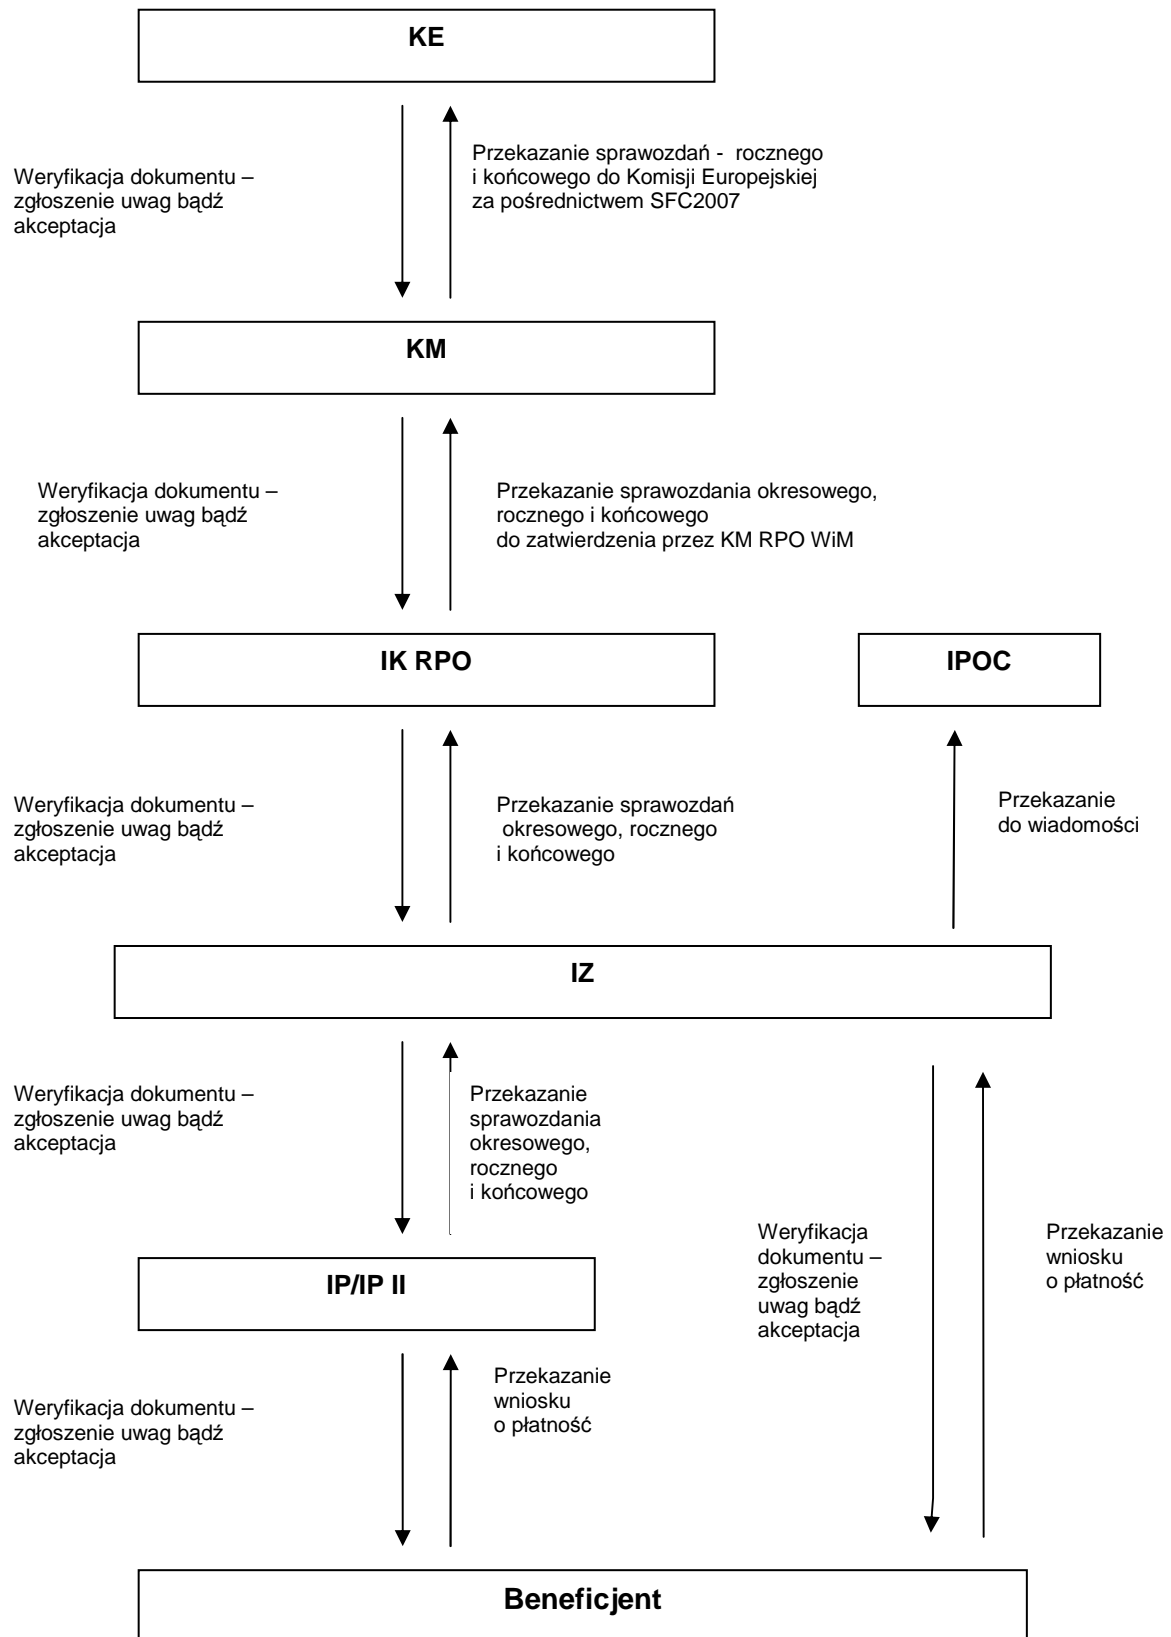 KE
Weryfikacja dokumentu –
zgłoszenie uwag bądź
akceptacja
Przekazanie sprawozdań - rocznego
i końcowego do Komisji Europejskiej
za pośrednictwem SFC2007
KM
Weryfikacja dokumentu –
zgłoszenie uwag bądź
akceptacja
Przekazanie sprawozdania okresowego,
rocznego i końcowego
do zatwierdzenia przez KM RPO WiM
IK RPO
IPOC
Weryfikacja dokumentu –
zgłoszenie uwag bądź
akceptacja
Przekazanie sprawozdań
okresowego, rocznego
i końcowego
Przekazanie
do wiadomości
IZ
Weryfikacja dokumentu –
zgłoszenie uwag bądź
akceptacja
Przekazanie
sprawozdania
okresowego,
rocznego
i końcowego
Weryfikacja
dokumentu –
zgłoszenie
uwag bądź
akceptacja
Przekazanie
wniosku
o płatność
IP/IP II
Weryfikacja dokumentu –
zgłoszenie uwag bądź
akceptacja
Przekazanie
wniosku
o płatność
Beneficjent